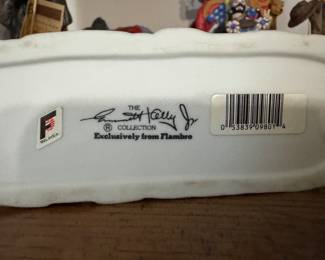 THE
Emmett Kelly Jr
® COLLECTION
Exclusively from Flambro
F
0 53839 09801 4